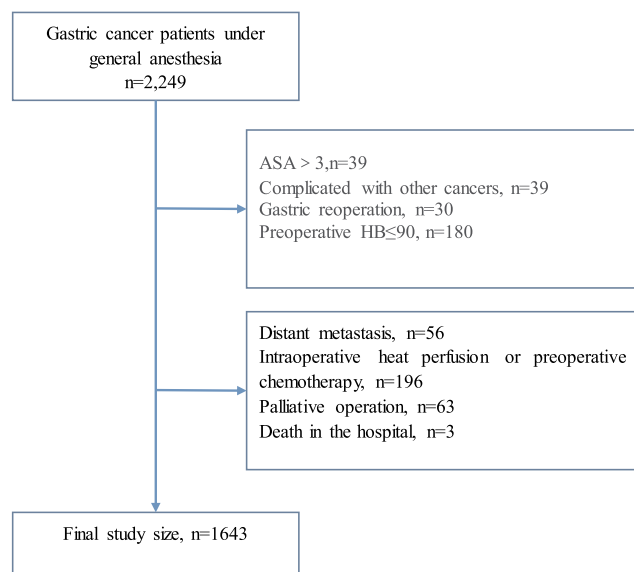 Gastric cancer patients under
general anesthesia
n=2,249
ASA > 3,n=39
Complicated with other cancers, n=39
Gastric reoperation, n=30
Preoperative HB≤90, n=180
Distant metastasis, n=56
Intraoperative heat perfusion or preoperative
chemotherapy, n=196
Palliative operation, n=63
Death in the hospital, n=3
Final study size, n=1643